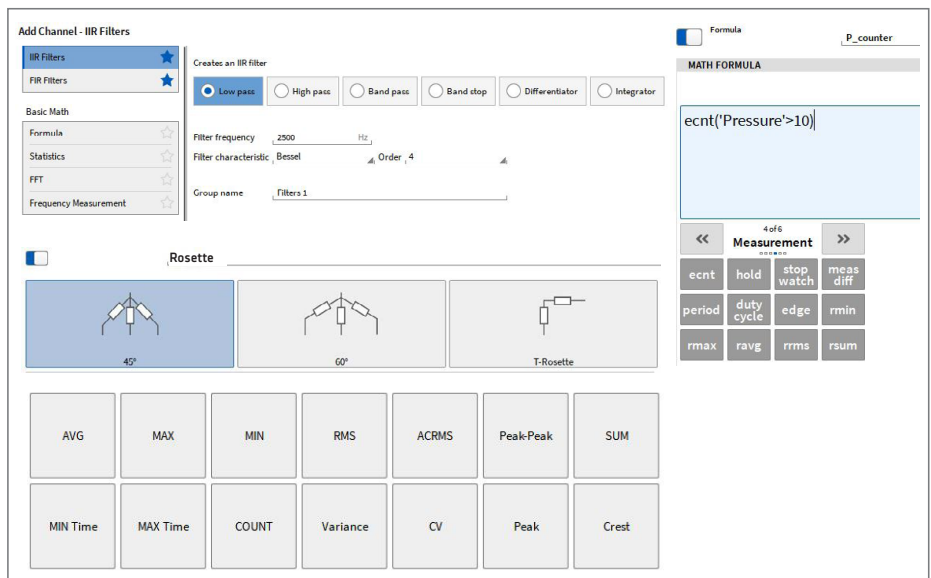 Add Channel - IIR Filters
IIR Filters
FIR Filters
Basic Math
Formula
Statistics
FFT
Frequency Measurement
Creates an IIR filter
Low pass High pass Band pass Band stop Differentiator Integrator
Filter frequency 2500 Hz
Filter characteristic Bessel Order 4
Group name Filters 1
Formula P_counter
MATH FORMULA
ecnt('Pressure'>10)
« 4 of 6 »
Measurement
ecnt hold stop watch meas diff
period duty cycle edge rmin
rmax ravg rrms rsum
Rosette
45° 60° T-Rosette
AVG MAX MIN RMS ACRMS Peak-Peak SUM
MIN Time MAX Time COUNT Variance CV Peak Crest